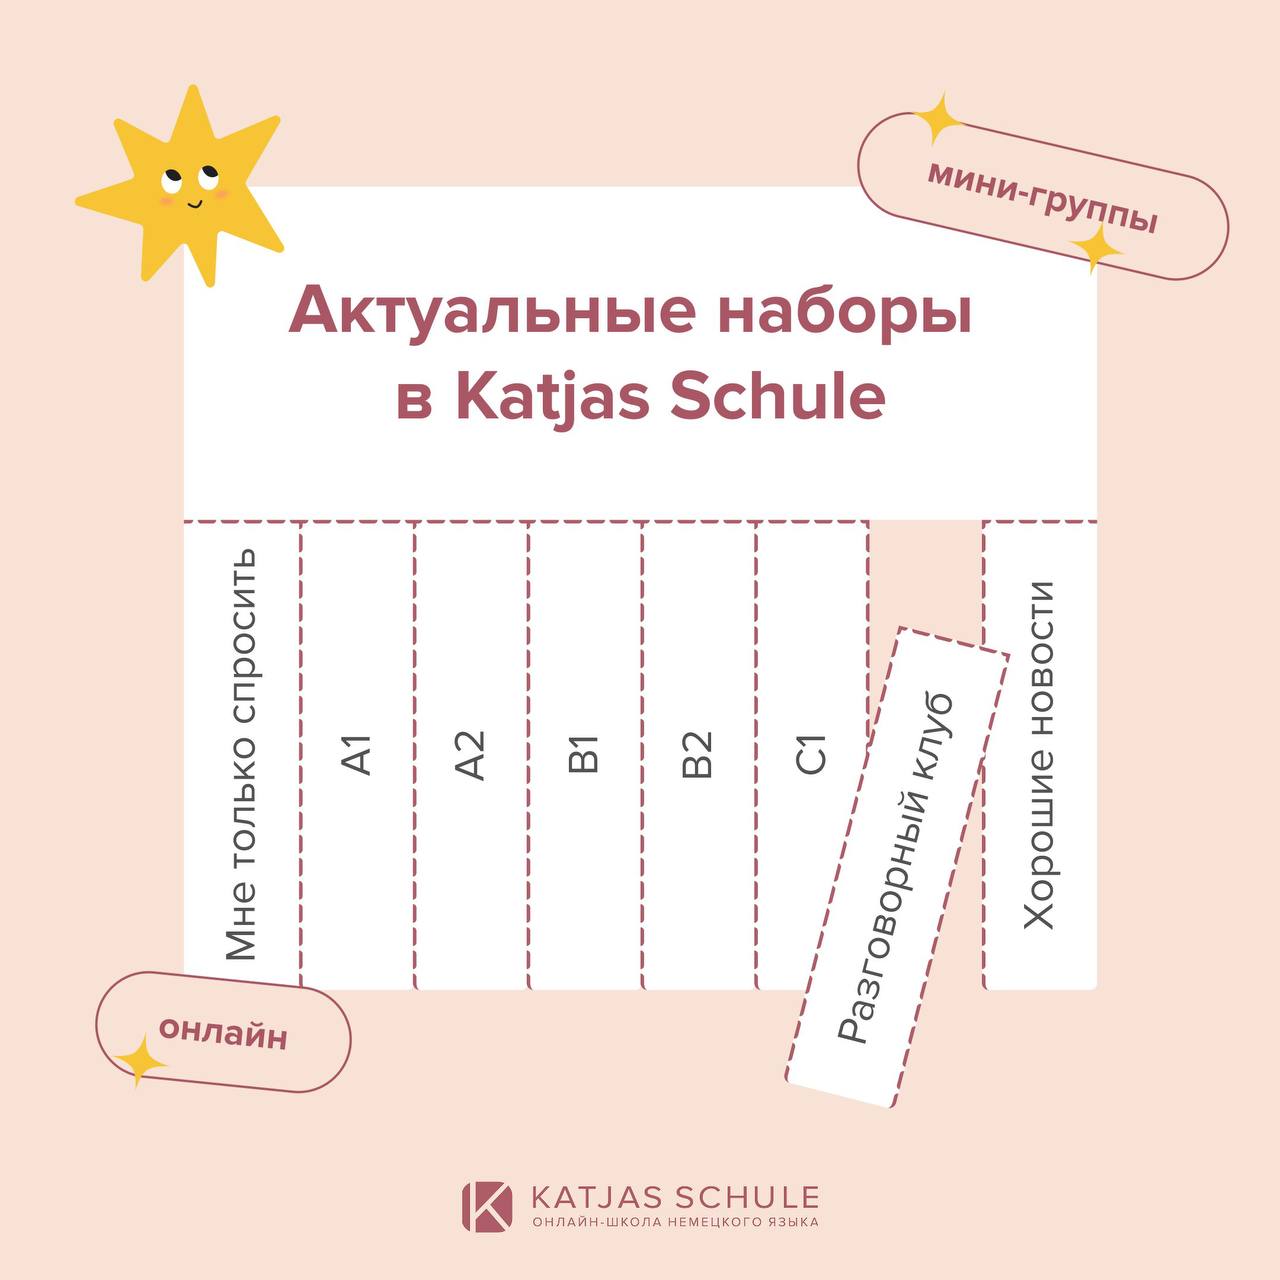 мини-группы
Актуальные наборы
в Katjas Schule
Мне только спросить
A1
A2
B1
B2
C1
Разговорный клуб
Хорошие новости
онлайн
KATJAS SCHULE
ОНЛАЙН-ШКОЛА НЕМЕЦКОГО ЯЗЫКА